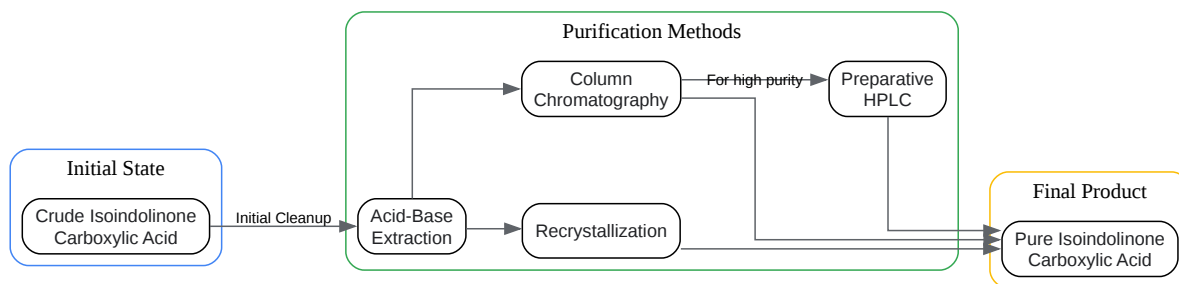 Purification Methods
Column
Chromatography
For high purity
Preparative
HPLC
Initial State
Crude Isoindolinone
Carboxylic Acid
Initial Cleanup
Acid-Base
Extraction
Recrystallization
Final Product
Pure Isoindolinone
Carboxylic Acid